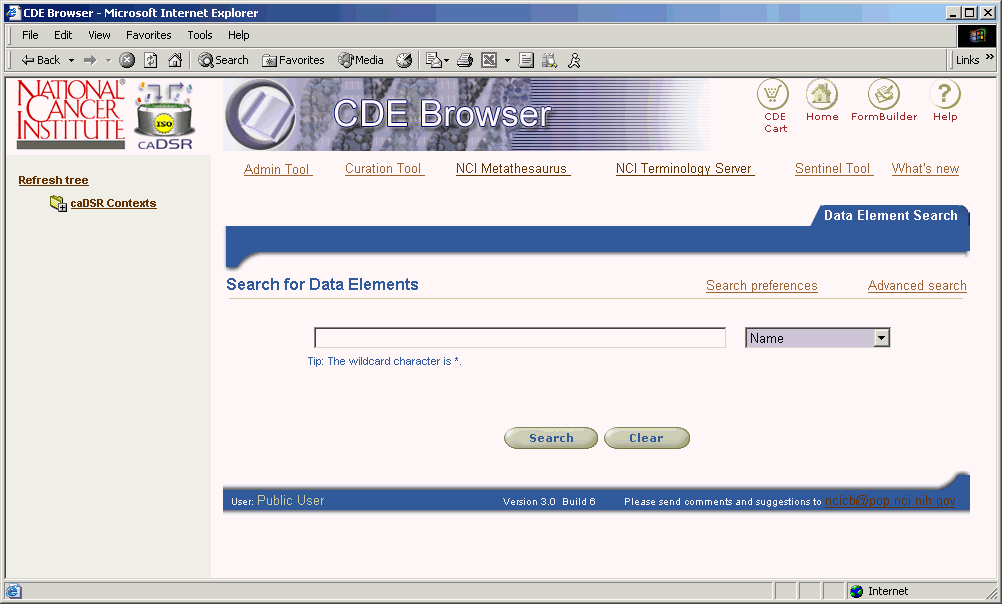 CDE Browser - Microsoft Internet Explorer
File Edit View Favorites Tools Help
Back Search Favorites Media Links »
NATIONAL
CANCER
INSTITUTE
®
ISO
caDSR
CDE Browser
CDE
Cart
Home
FormBuilder
?
Help
Admin Tool Curation Tool NCI Metathesaurus NCI Terminology Server Sentinel Tool What's new
Refresh tree
caDSR Contexts
Data Element Search
Search for Data Elements
Search preferences
Advanced search
Name
Tip: The wildcard character is *.
Search Clear
User: Public User Version 3.0 Build 6 Please send comments and suggestions to ncicb@pop.nci.nih.gov
Internet